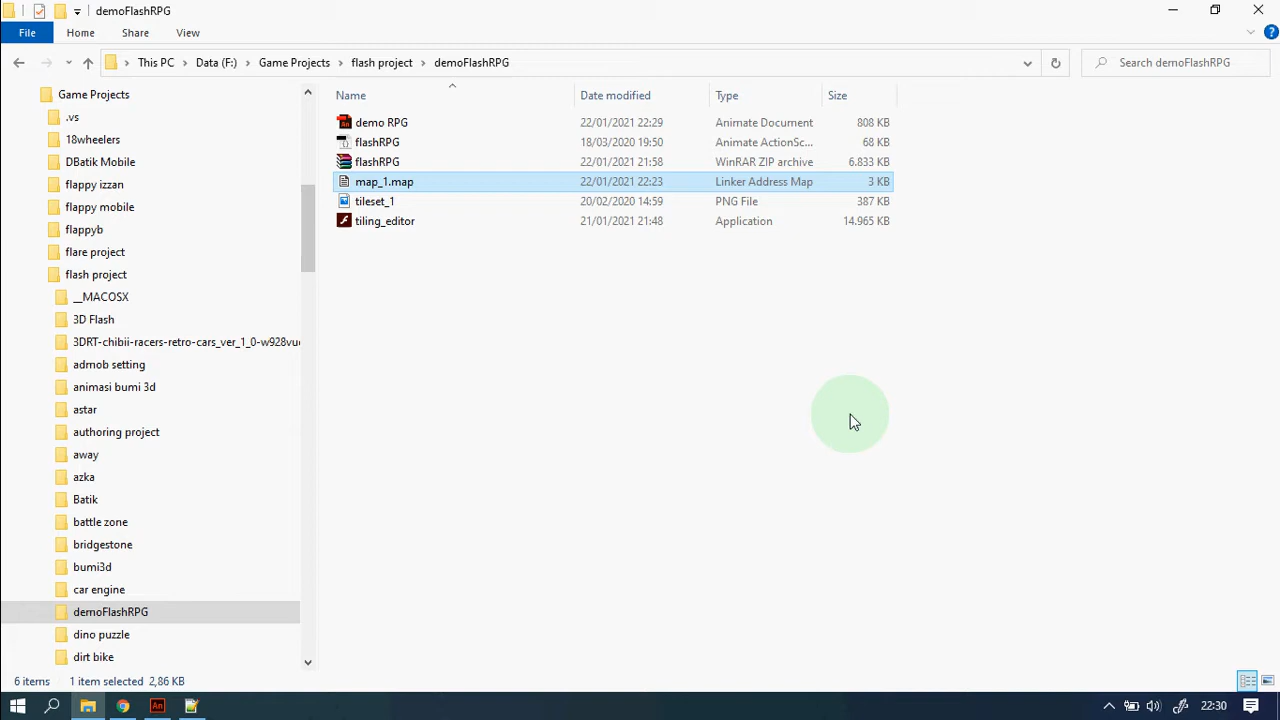 demoFlashRPG
File Home Share View
This PC Data (F:) Game Projects flash project demoFlashRPG Search demoFlashRPG
Game Projects
.vs
18wheelers
DBatik Mobile
flappy izzan
flappy mobile
flappyb
flare project
flash project
__MACOSX
3D Flash
3DRT-chibii-racers-retro-cars_ver_1_0-w928vu
admob setting
animasi bumi 3d
astar
authoring project
away
azka
Batik
battle zone
bridgestone
bumi3d
car engine
demoFlashRPG
dino puzzle
dirt bike
Name Date modified Type Size
demo RPG 22/01/2021 22:29 Animate Document 808 KB
flashRPG 18/03/2020 19:50 Animate ActionSc... 68 KB
flashRPG 22/01/2021 21:58 WinRAR ZIP archive 6.833 KB
map_1.map 22/01/2021 22:23 Linker Address Map 3 KB
tileset_1 20/02/2020 14:59 PNG File 387 KB
tiling_editor 21/01/2021 21:48 Application 14.965 KB
6 items 1 item selected 2,86 KB
An 22:30